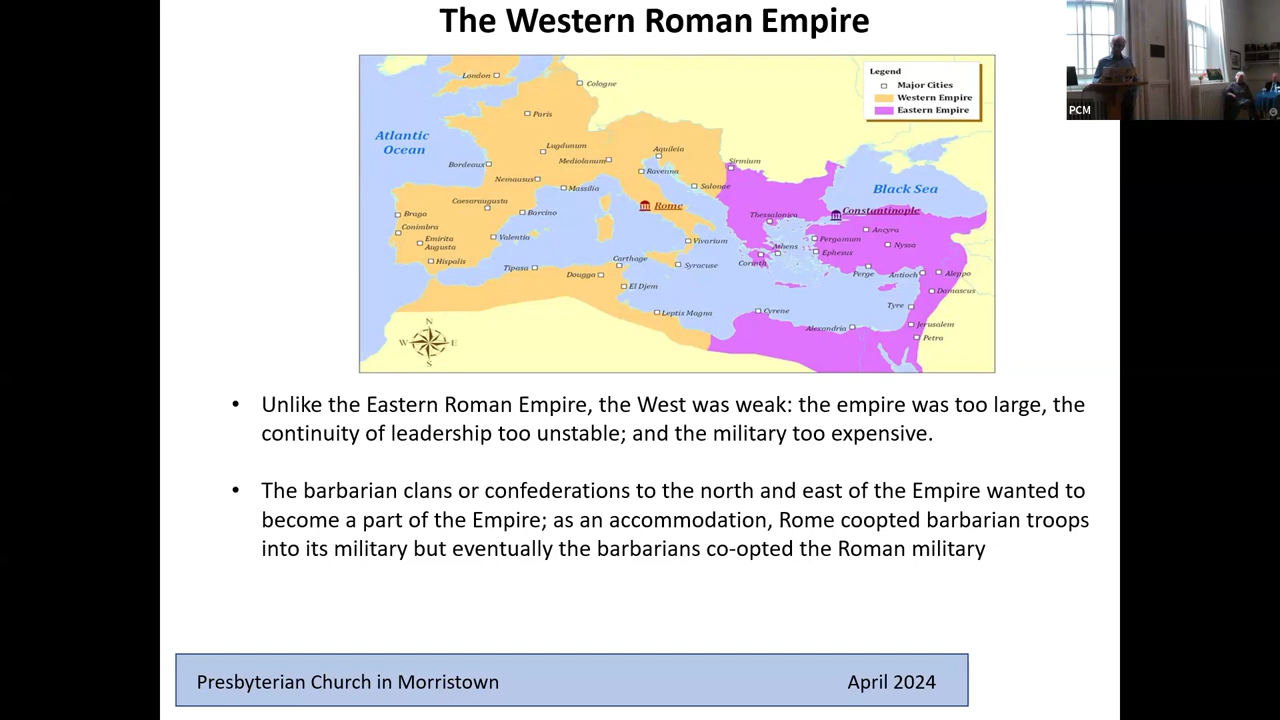 The Western Roman Empire
PCM
Legend
Major Cities
Western Empire
Eastern Empire
London
Cologne
Paris
Atlantic
Ocean
Lugdunum
Aquileia
Bordeaux
Mediolanum
Sirmium
Ravenna
Nemausus
Massilia
Salonae
Black Sea
Caesaraugusta
Rome
Constantinople
Braga
Barcino
Thessalonica
Conimbra
Ancyra
Emirita
Augusta
Valentia
Vivarium
Pergamum
Nyssa
Athens
Ephesus
Hispalis
Carthage
Syracuse
Corinth
Tipasa
Dougga
Perge
Antioch
Aleppo
El Djem
Damascus
Leptis Magna
Cyrene
Tyre
Alexandria
Jerusalem
Petra
N
W
E
S
• Unlike the Eastern Roman Empire, the West was weak: the empire was too large, the
continuity of leadership too unstable; and the military too expensive.
• The barbarian clans or confederations to the north and east of the Empire wanted to
become a part of the Empire; as an accommodation, Rome coopted barbarian troops
into its military but eventually the barbarians co-opted the Roman military
Presbyterian Church in Morristown
April 2024